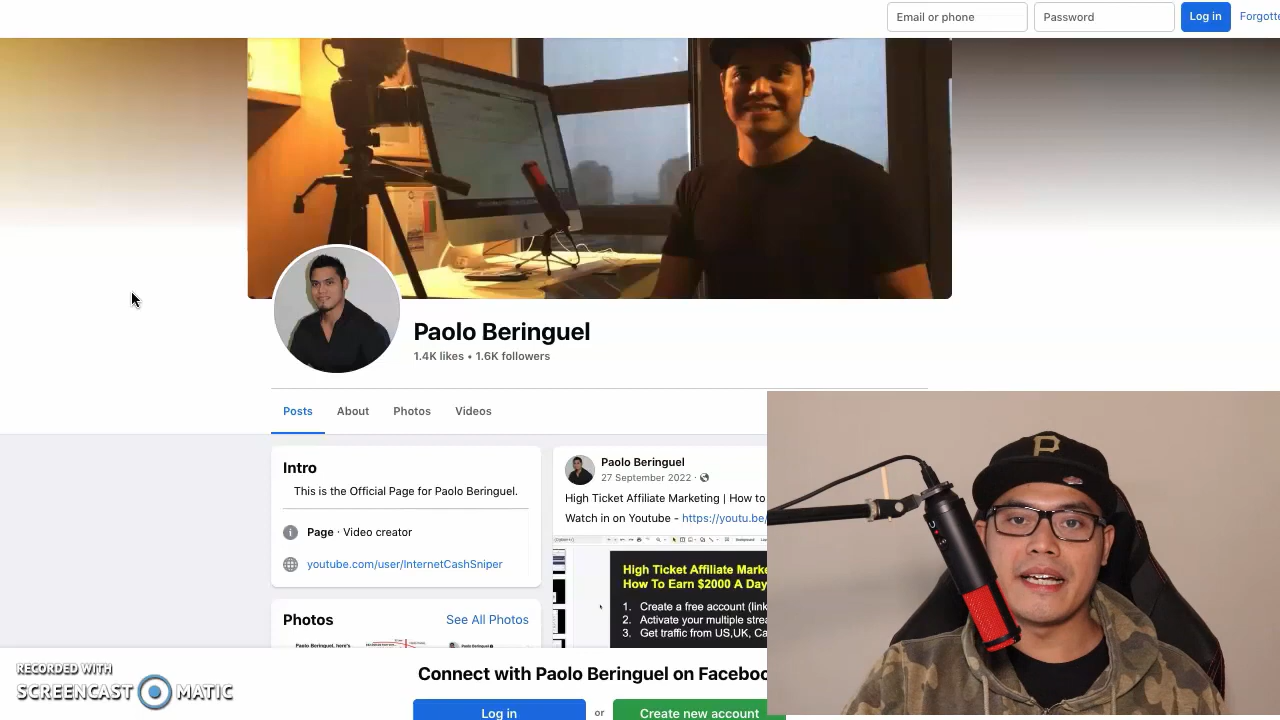 Email or phone
Password
Log in
Forgotte
Paolo Beringuel
1.4K likes • 1.6K followers
Posts
About
Photos
Videos
Intro
This is the Official Page for Paolo Beringuel.
Page · Video creator
youtube.com/user/InternetCashSniper
Photos
See All Photos
Paolo Beringuel
27 September 2022 ·
High Ticket Affiliate Marketing | How to
Watch in on Youtube - https://youtu.be/
High Ticket Affiliate Marke
How To Earn $2000 A Day
1. Create a free account (link
2. Activate your multiple strea
3. Get traffic from US,UK, Ca
P
Connect with Paolo Beringuel on Faceboo
Log in
or
Create new account
RECORDED WITH
SCREENCAST MATIC